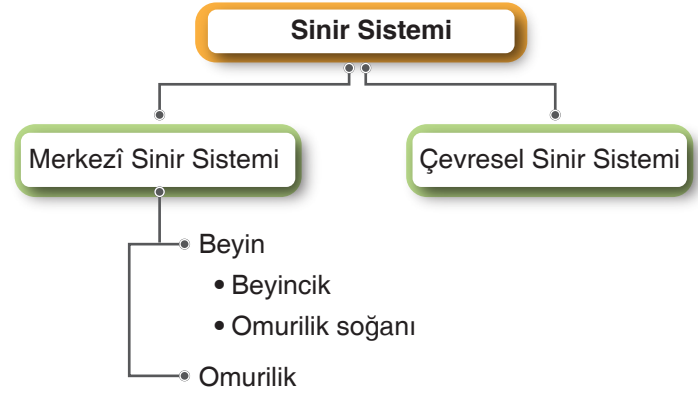 Sinir Sistemi
Merkezî Sinir Sistemi
Çevresel Sinir Sistemi
Beyin
• Beyincik
• Omurilik soğanı
Omurilik